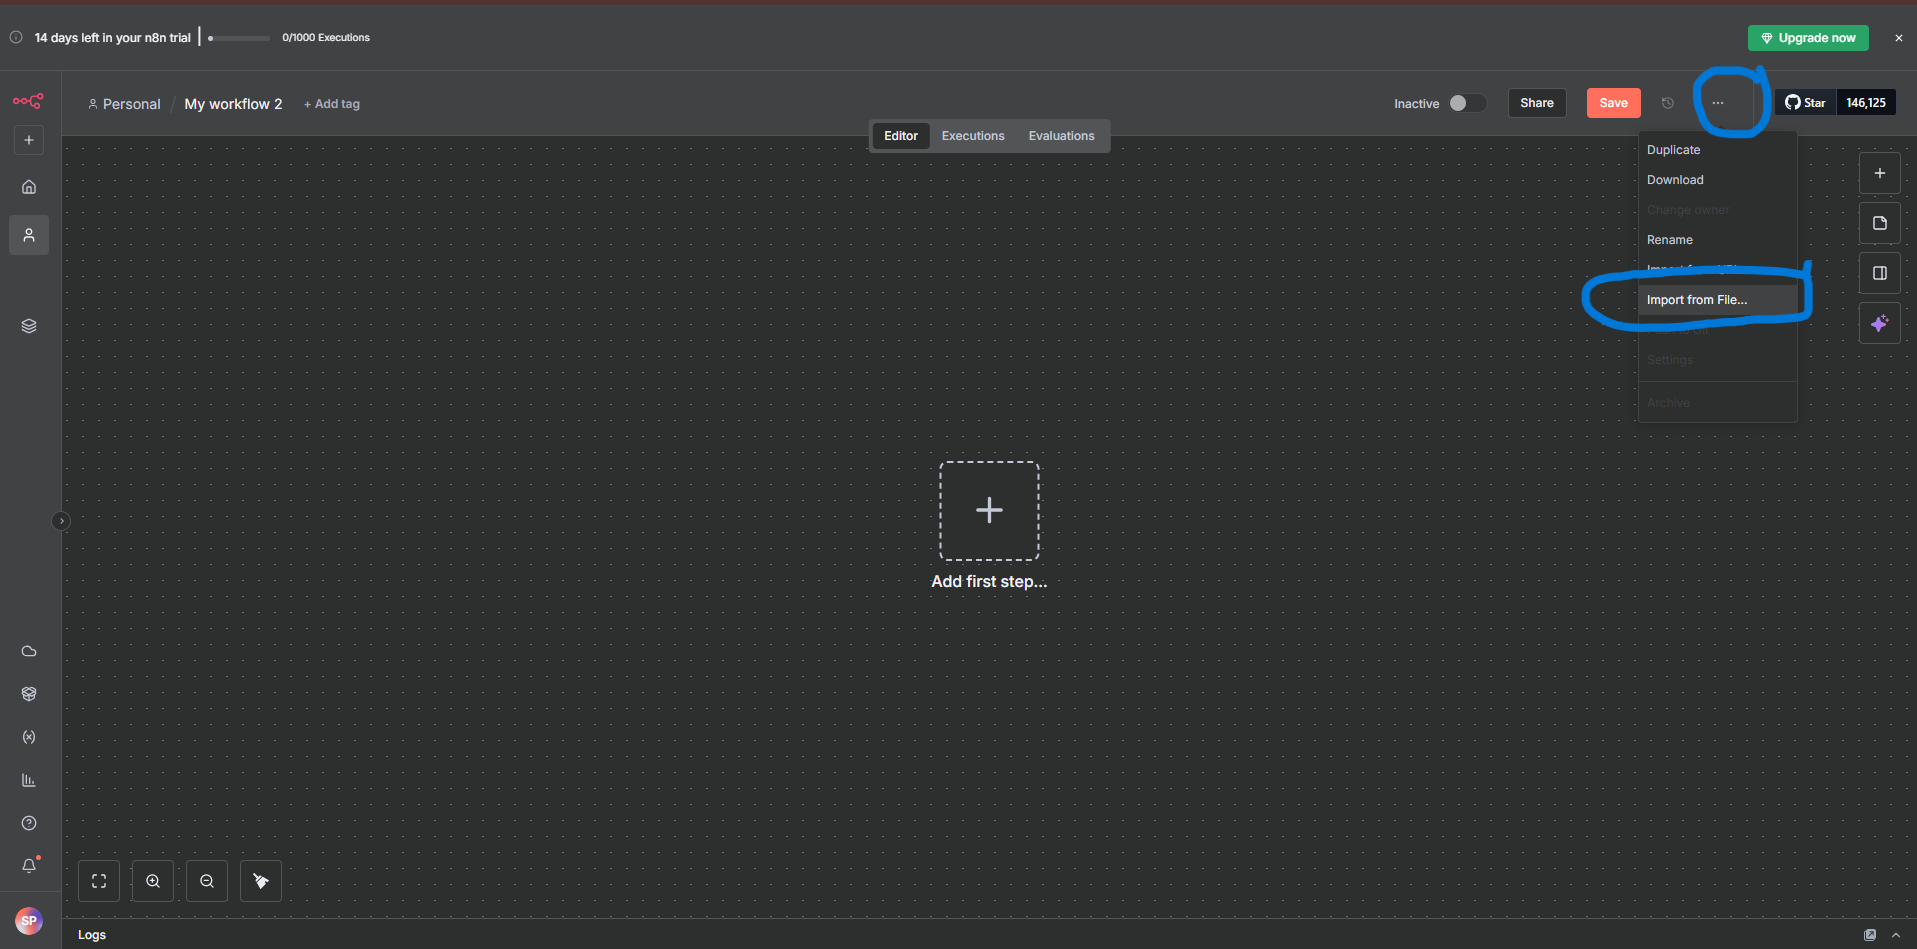 14 days left in your n8n trial
0/1000 Executions
Upgrade now
Personal / My workflow 2 + Add tag
Inactive
Share
Save
...
Star 146,125
Editor Executions Evaluations
Duplicate
Download
Change owner
Rename
Import from
Import from File...
Settings
Archive
Add first step...
SP
Logs